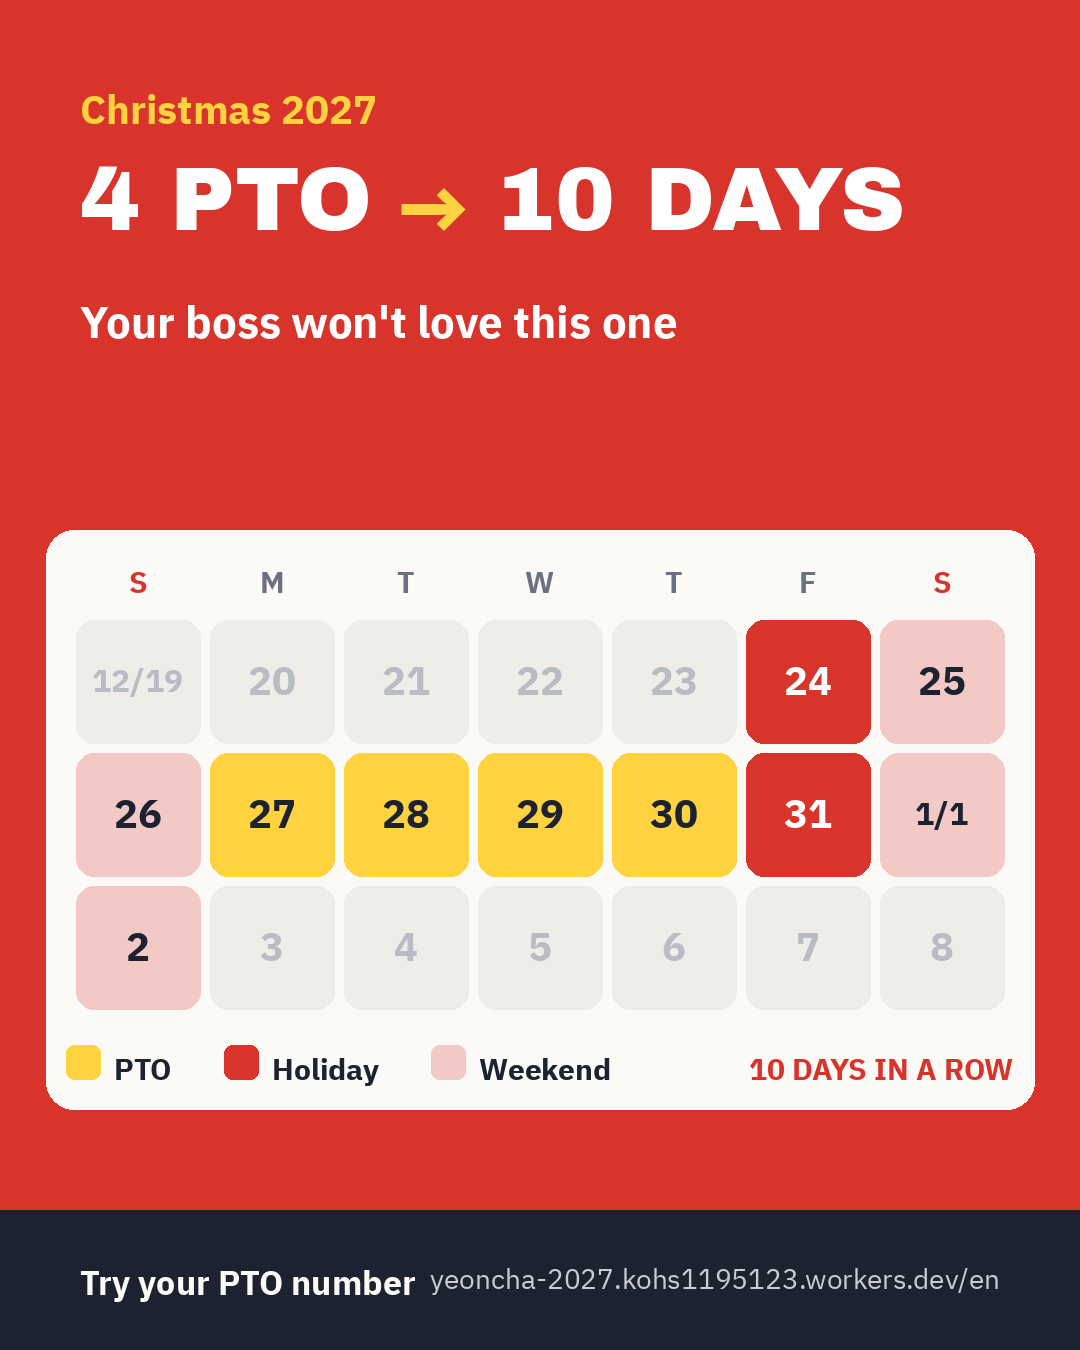 Christmas 2027
4 PTO → 10 DAYS
Your boss won't love this one
S M T W T F S
12/19 20 21 22 23 24 25
26 27 28 29 30 31 1/1
2 3 4 5 6 7 8
PTO Holiday Weekend 10 DAYS IN A ROW
Try your PTO number yeoncha-2027.kohs1195123.workers.dev/en